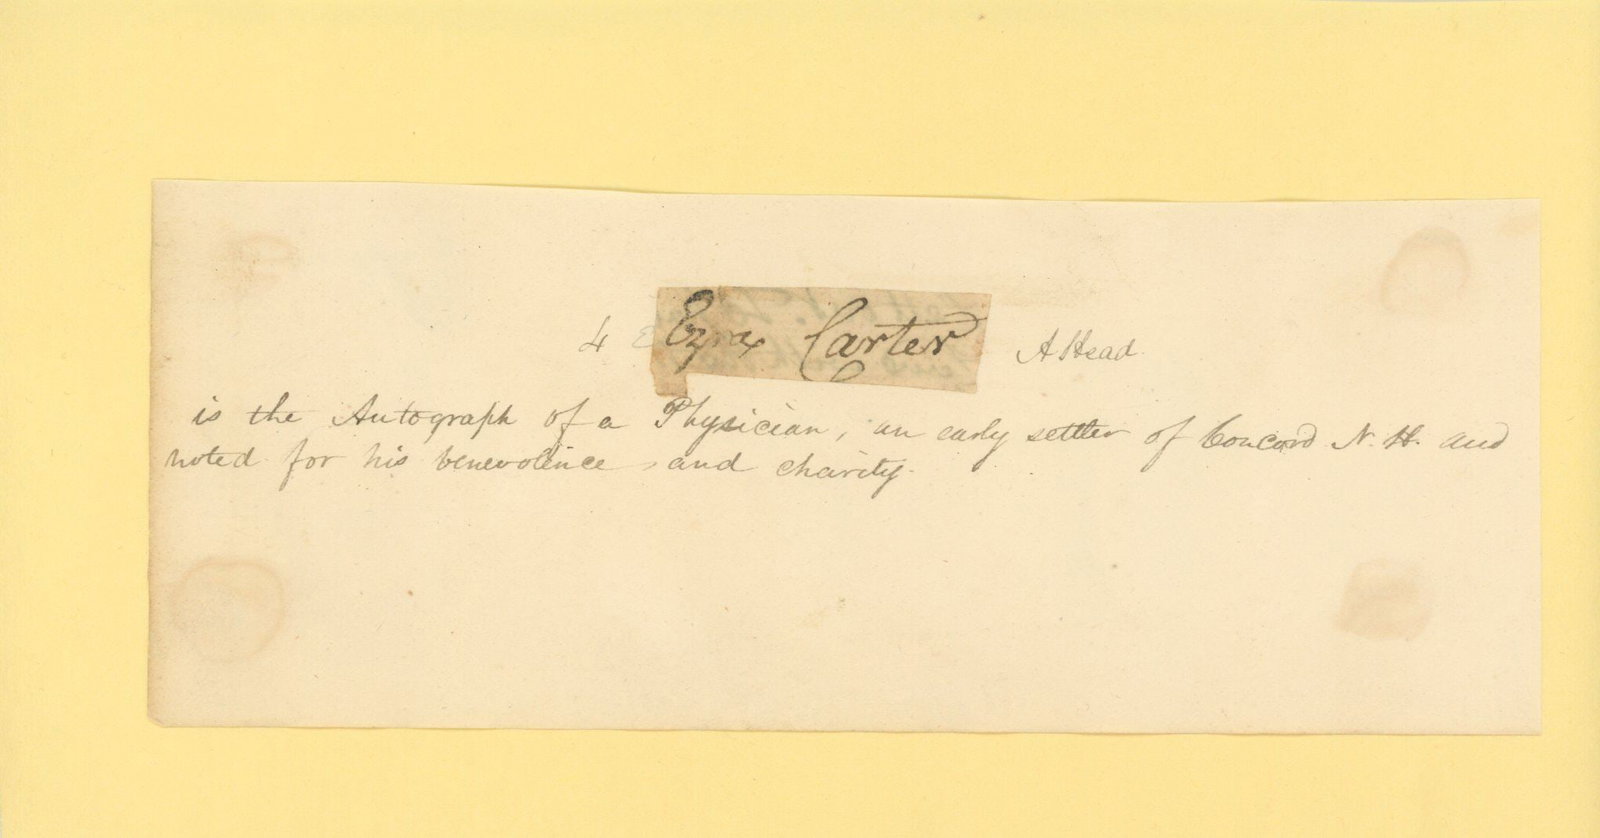 4 E Ezra Carter A Head
is the Autograph of a Physician, an early settler of Concord N. H. and
noted for his benevolence and charity.